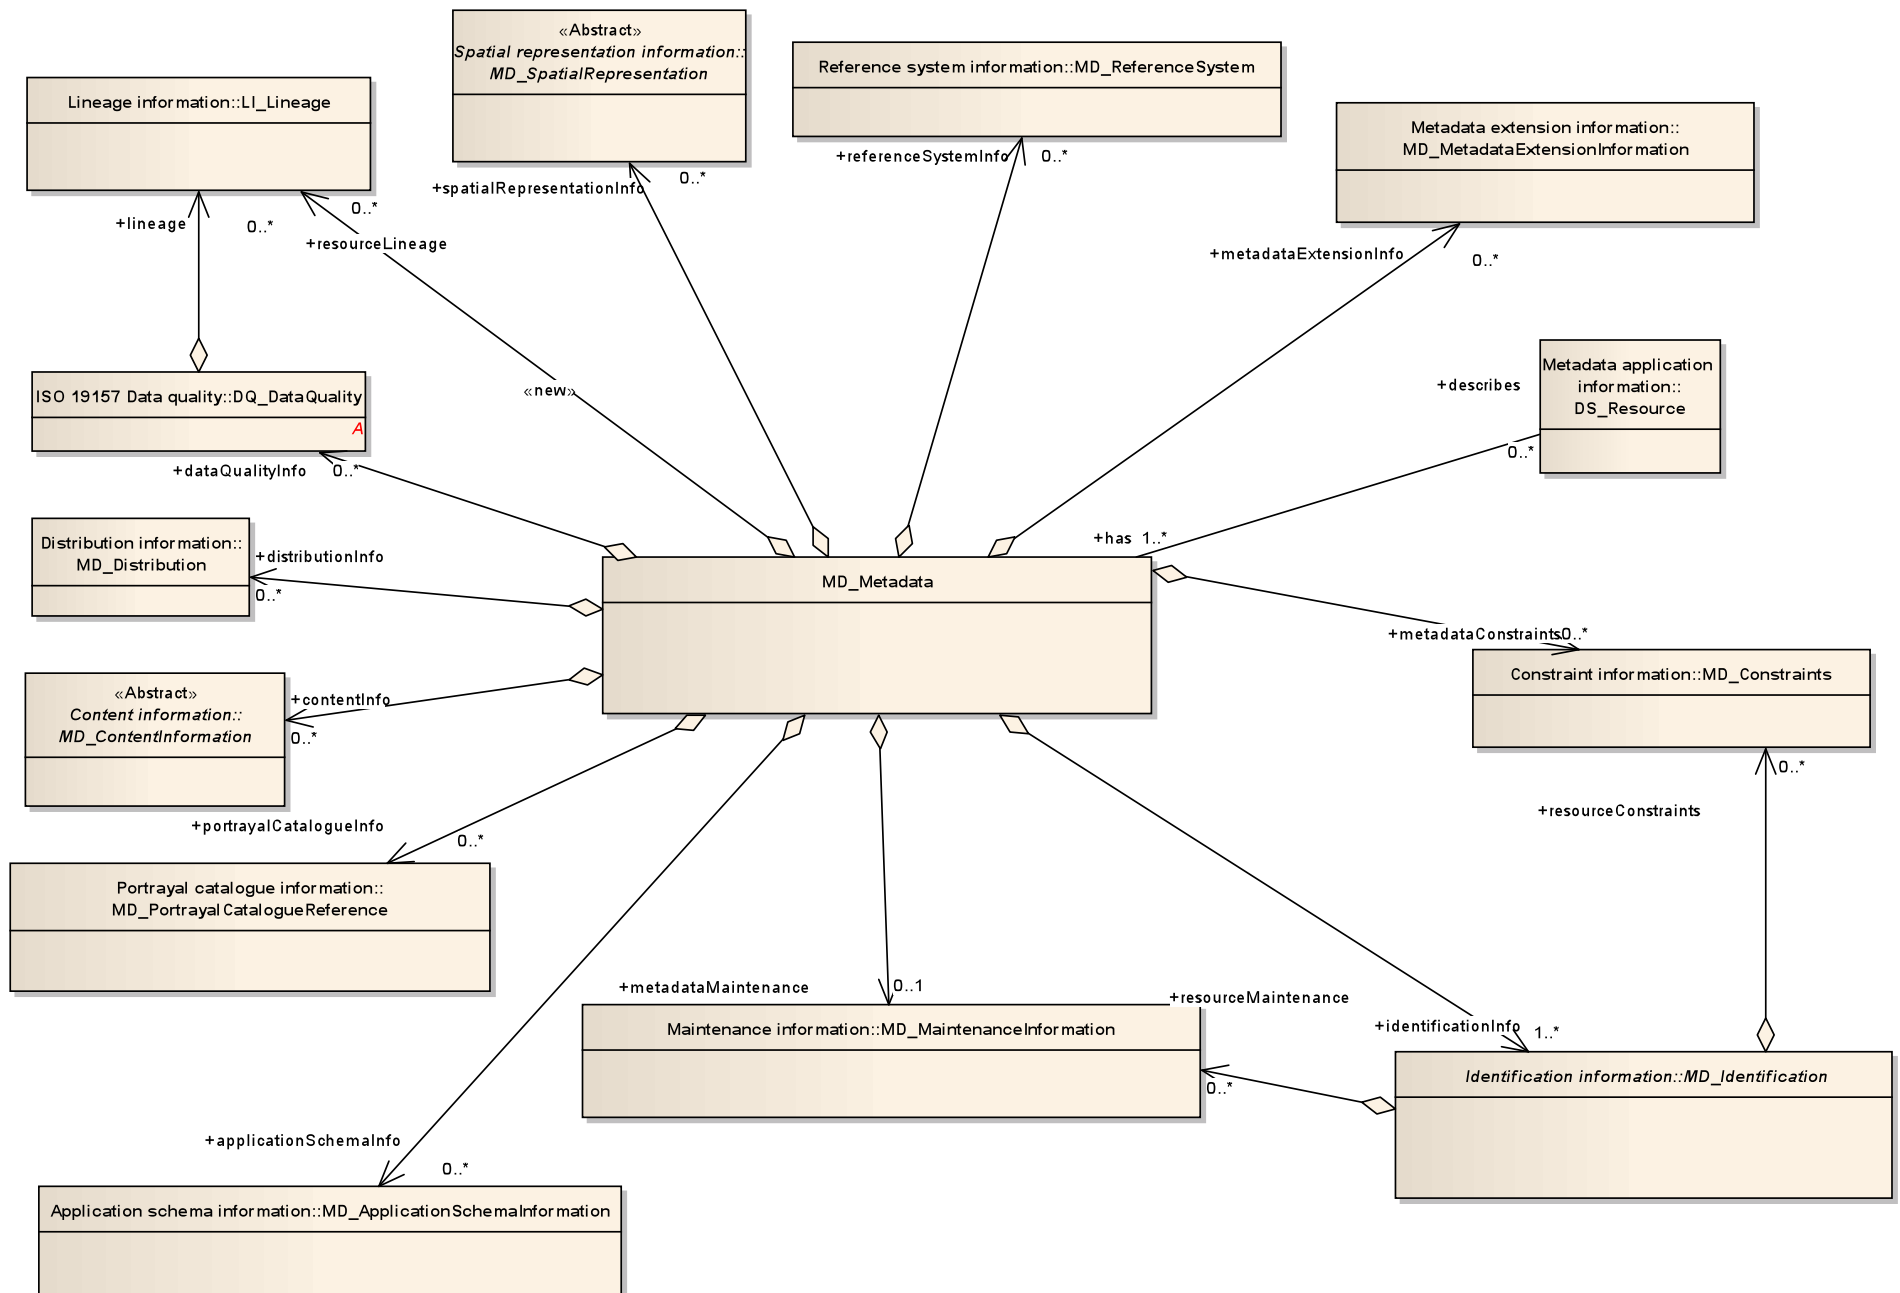 «Abstract»
Spatial representation information::
MD_SpatialRepresentation
Reference system information::MD_ReferenceSystem
Lineage information::LI_Lineage
Metadata extension information::
MD_MetadataExtensionInformation
+referenceSystemInfo
0..*
+spatialRepresentationInfo
0..*
0..*
+lineage
0..*
+resourceLineage
+metadataExtensionInfo
0..*
Metadata application
information::
DS_Resource
+describes
0..*
«new»
ISO 19157 Data quality::DQ_DataQuality
A
+dataQualityInfo
0..*
Distribution information::
MD_Distribution
+distributionInfo
0..*
+has 1..*
MD_Metadata
+metadataConstraints
0..*
Constraint information::MD_Constraints
«Abstract»
Content information::
MD_ContentInformation
+contentInfo
0..*
0..*
+resourceConstraints
+portrayalCatalogueInfo
0..*
Portrayal catalogue information::
MD_PortrayalCatalogueReference
+metadataMaintenance
0..1
+resourceMaintenance
Maintenance information::MD_MaintenanceInformation
0..*
+identificationInfo
1..*
Identification information::MD_Identification
+applicationSchemaInfo
0..*
Application schema information::MD_ApplicationSchemaInformation